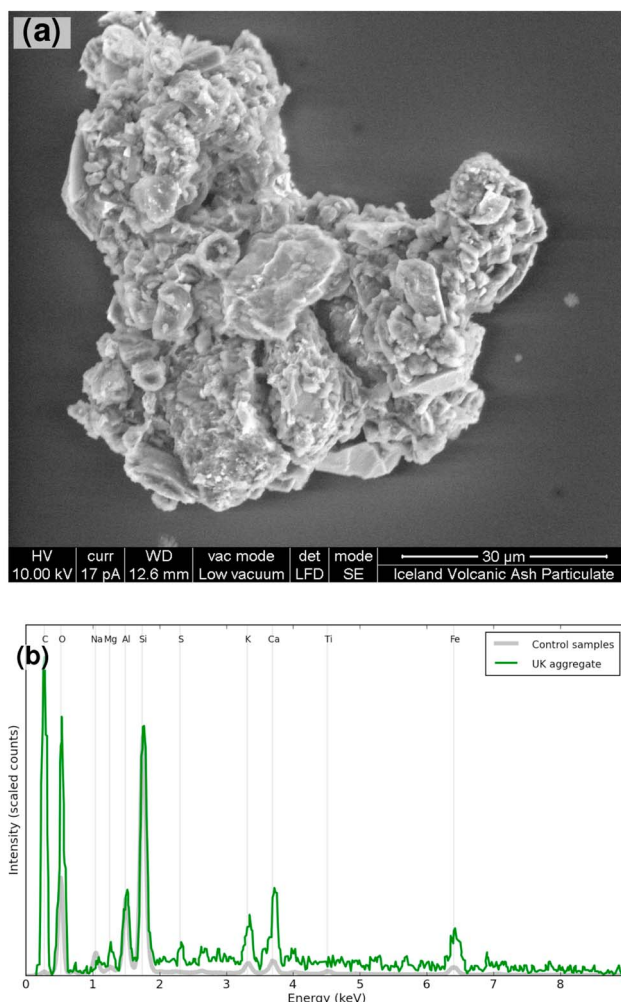 (a)
HV curr WD vac mode det mode 30 µm
10.00 kV 17 pA 12.6 mm Low vacuum LFD SE Iceland Volcanic Ash Particulate
(b)
C O Na Mg Al Si S K Ca Ti Fe
Control samples
UK aggregate
Intensity (scaled counts)
0 1 2 3 4 5 6 7 8
Energy (keV)